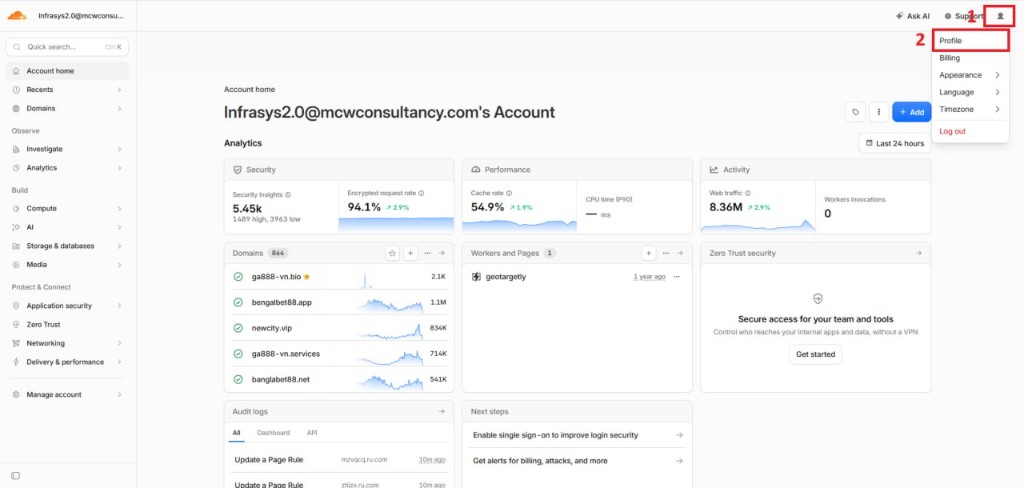 Infrasys2.0@mcwconsu...
Ask AI
Support
1
Quick search...
Ctrl K
2
Profile
Billing
Appearance
Language
Timezone
Log out
Account home
Recents
Domains
Observe
Investigate
Analytics
Build
Compute
AI
Storage & databases
Media
Protect & Connect
Application security
Zero Trust
Networking
Delivery & performance
Manage account
Account home
Infrasys2.0@mcwconsultancy.com's Account
+ Add
Analytics
Last 24 hours
Security
Security insights
5.45k
1489 high, 3963 low
Encrypted request rate
94.1% 2.9%
Performance
Cache rate
54.9% 1.9%
CPU time (P90)
— ms
Activity
Web traffic
8.36M 2.9%
Workers invocations
0
Domains 864
ga888-vn.bio 2.1K
bengalbet88.app 1.1M
newcity.vip 834K
ga888-vn.services 714K
banglabet88.net 541K
Workers and Pages 1
geotargetly 1 year ago
Zero Trust security
Secure access for your team and tools
Control who reaches your internal apps and data, without a VPN
Get started
Audit logs
All Dashboard API
Update a Page Rule mzvqcq.ru.com 10m ago
Update a Page Rule ztlizx.ru.com 10m ago
Next steps
Enable single sign-on to improve login security
Get alerts for billing, attacks, and more